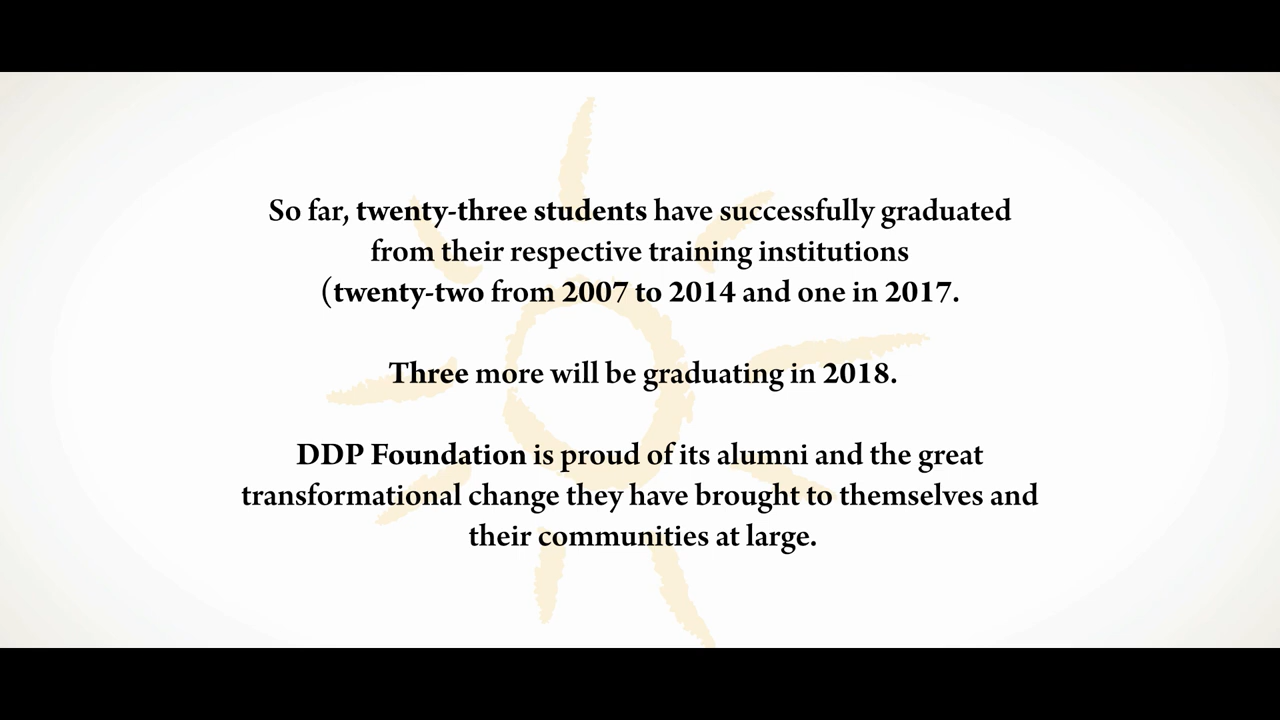 So far, twenty-three students have successfully graduated
from their respective training institutions
(twenty-two from 2007 to 2014 and one in 2017.
Three more will be graduating in 2018.
DDP Foundation is proud of its alumni and the great
transformational change they have brought to themselves and
their communities at large.